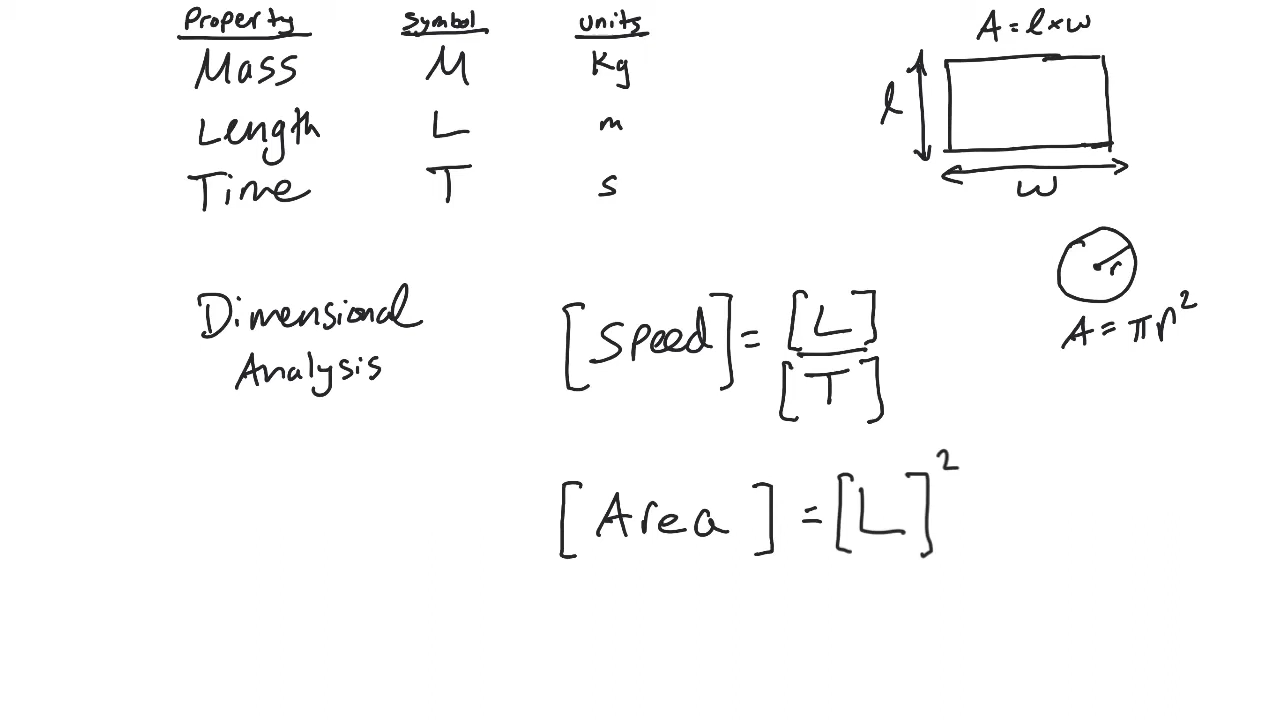 Property Symbol units
Mass M Kg
Length L m
Time T s
A = l × w
l
w
r
A = πr²
Dimensional
Analysis
[Speed] = [L]
[T]
[Area] = [L]²